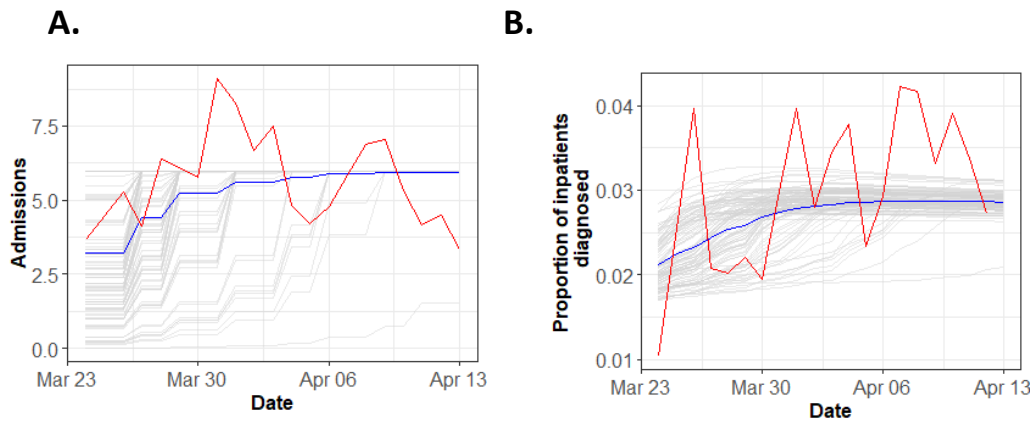 A.
Admissions
7.5
5.0
2.5
0.0
Mar 23 Mar 30 Apr 06 Apr 13
Date
B.
Proportion of inpatients
diagnosed
0.04
0.03
0.02
0.01
Mar 23 Mar 30 Apr 06 Apr 13
Date